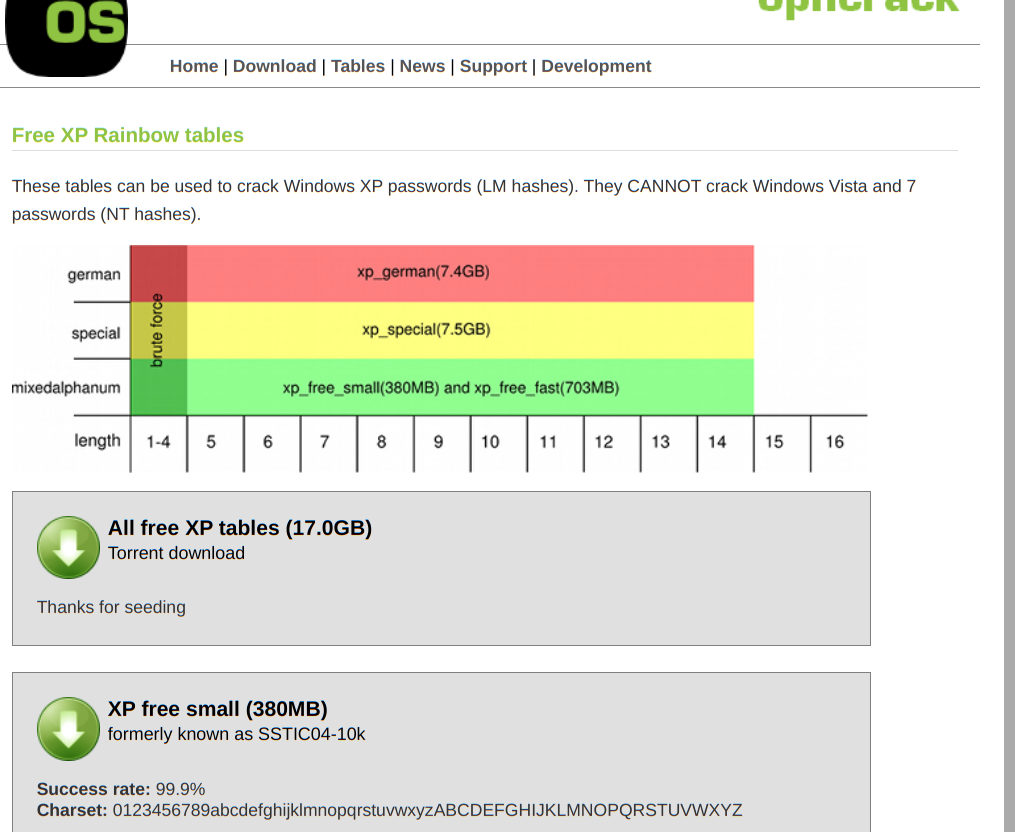 OS
ophcrack
Home | Download | Tables | News | Support | Development
Free XP Rainbow tables
These tables can be used to crack Windows XP passwords (LM hashes). They CANNOT crack Windows Vista and 7
passwords (NT hashes).
german
xp_german(7.4GB)
brute force
special
xp_special(7.5GB)
mixedalphanum
xp_free_small(380MB) and xp_free_fast(703MB)
length 1-4 5 6 7 8 9 10 11 12 13 14 15 16
All free XP tables (17.0GB)
Torrent download
Thanks for seeding
XP free small (380MB)
formerly known as SSTIC04-10k
Success rate: 99.9%
Charset: 0123456789abcdefghijklmnopqrstuvwxyzABCDEFGHIJKLMNOPQRSTUVWXYZ